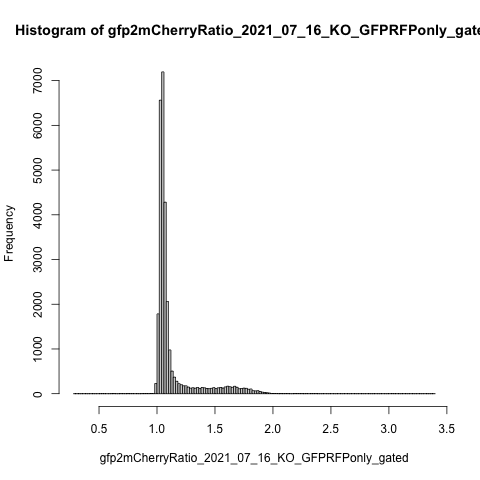 Histogram of gfp2mCherryRatio_2021_07_16_KO_GFPRFPonly_gate
Frequency
7000
6000
5000
4000
3000
2000
1000
0
0.5 1.0 1.5 2.0 2.5 3.0 3.5
gfp2mCherryRatio_2021_07_16_KO_GFPRFPonly_gated